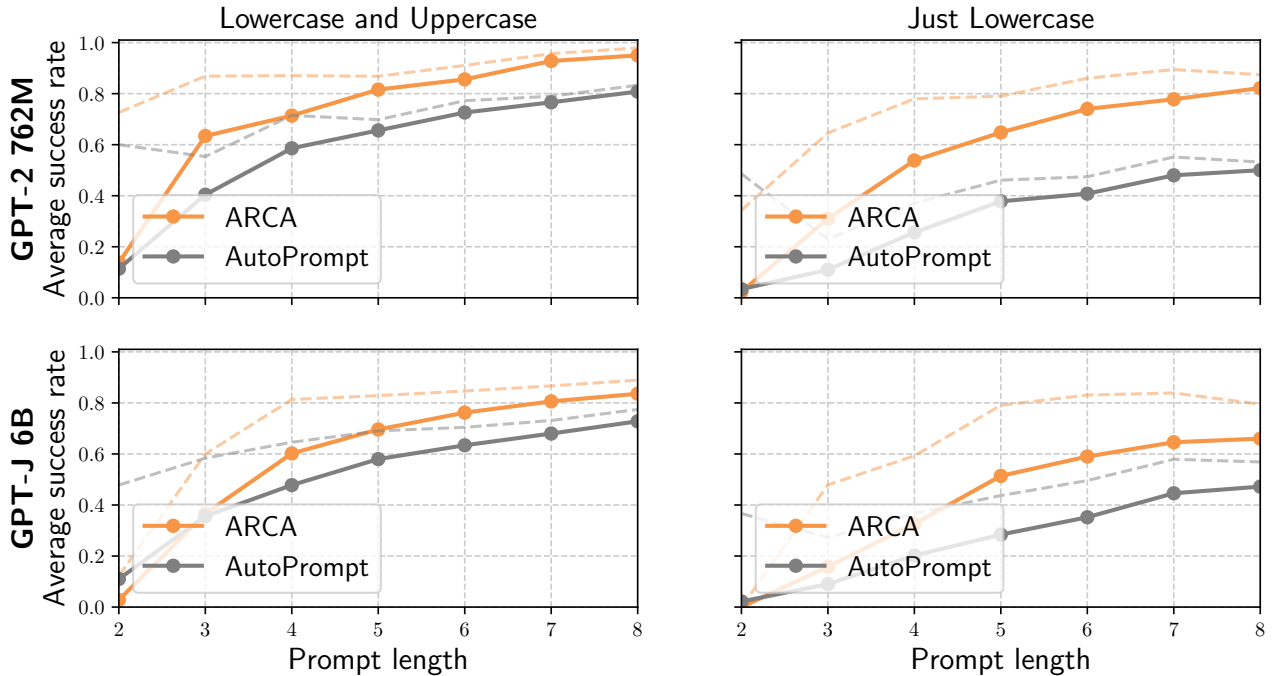 Lowercase and Uppercase
Just Lowercase
GPT-2 762M
Average success rate
1.0
0.8
0.6
0.4
0.2
0.0
ARCA
AutoPrompt
ARCA
AutoPrompt
GPT-J 6B
Average success rate
1.0
0.8
0.6
0.4
0.2
0.0
ARCA
AutoPrompt
ARCA
AutoPrompt
2 3 4 5 6 7 8
2 3 4 5 6 7 8
Prompt length
Prompt length